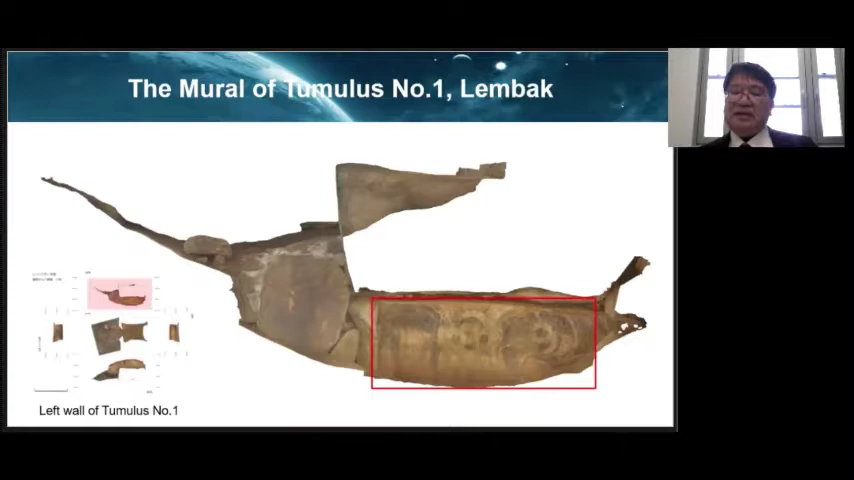 The Mural of Tumulus No.1, Lembak
Left wall of Tumulus No.1